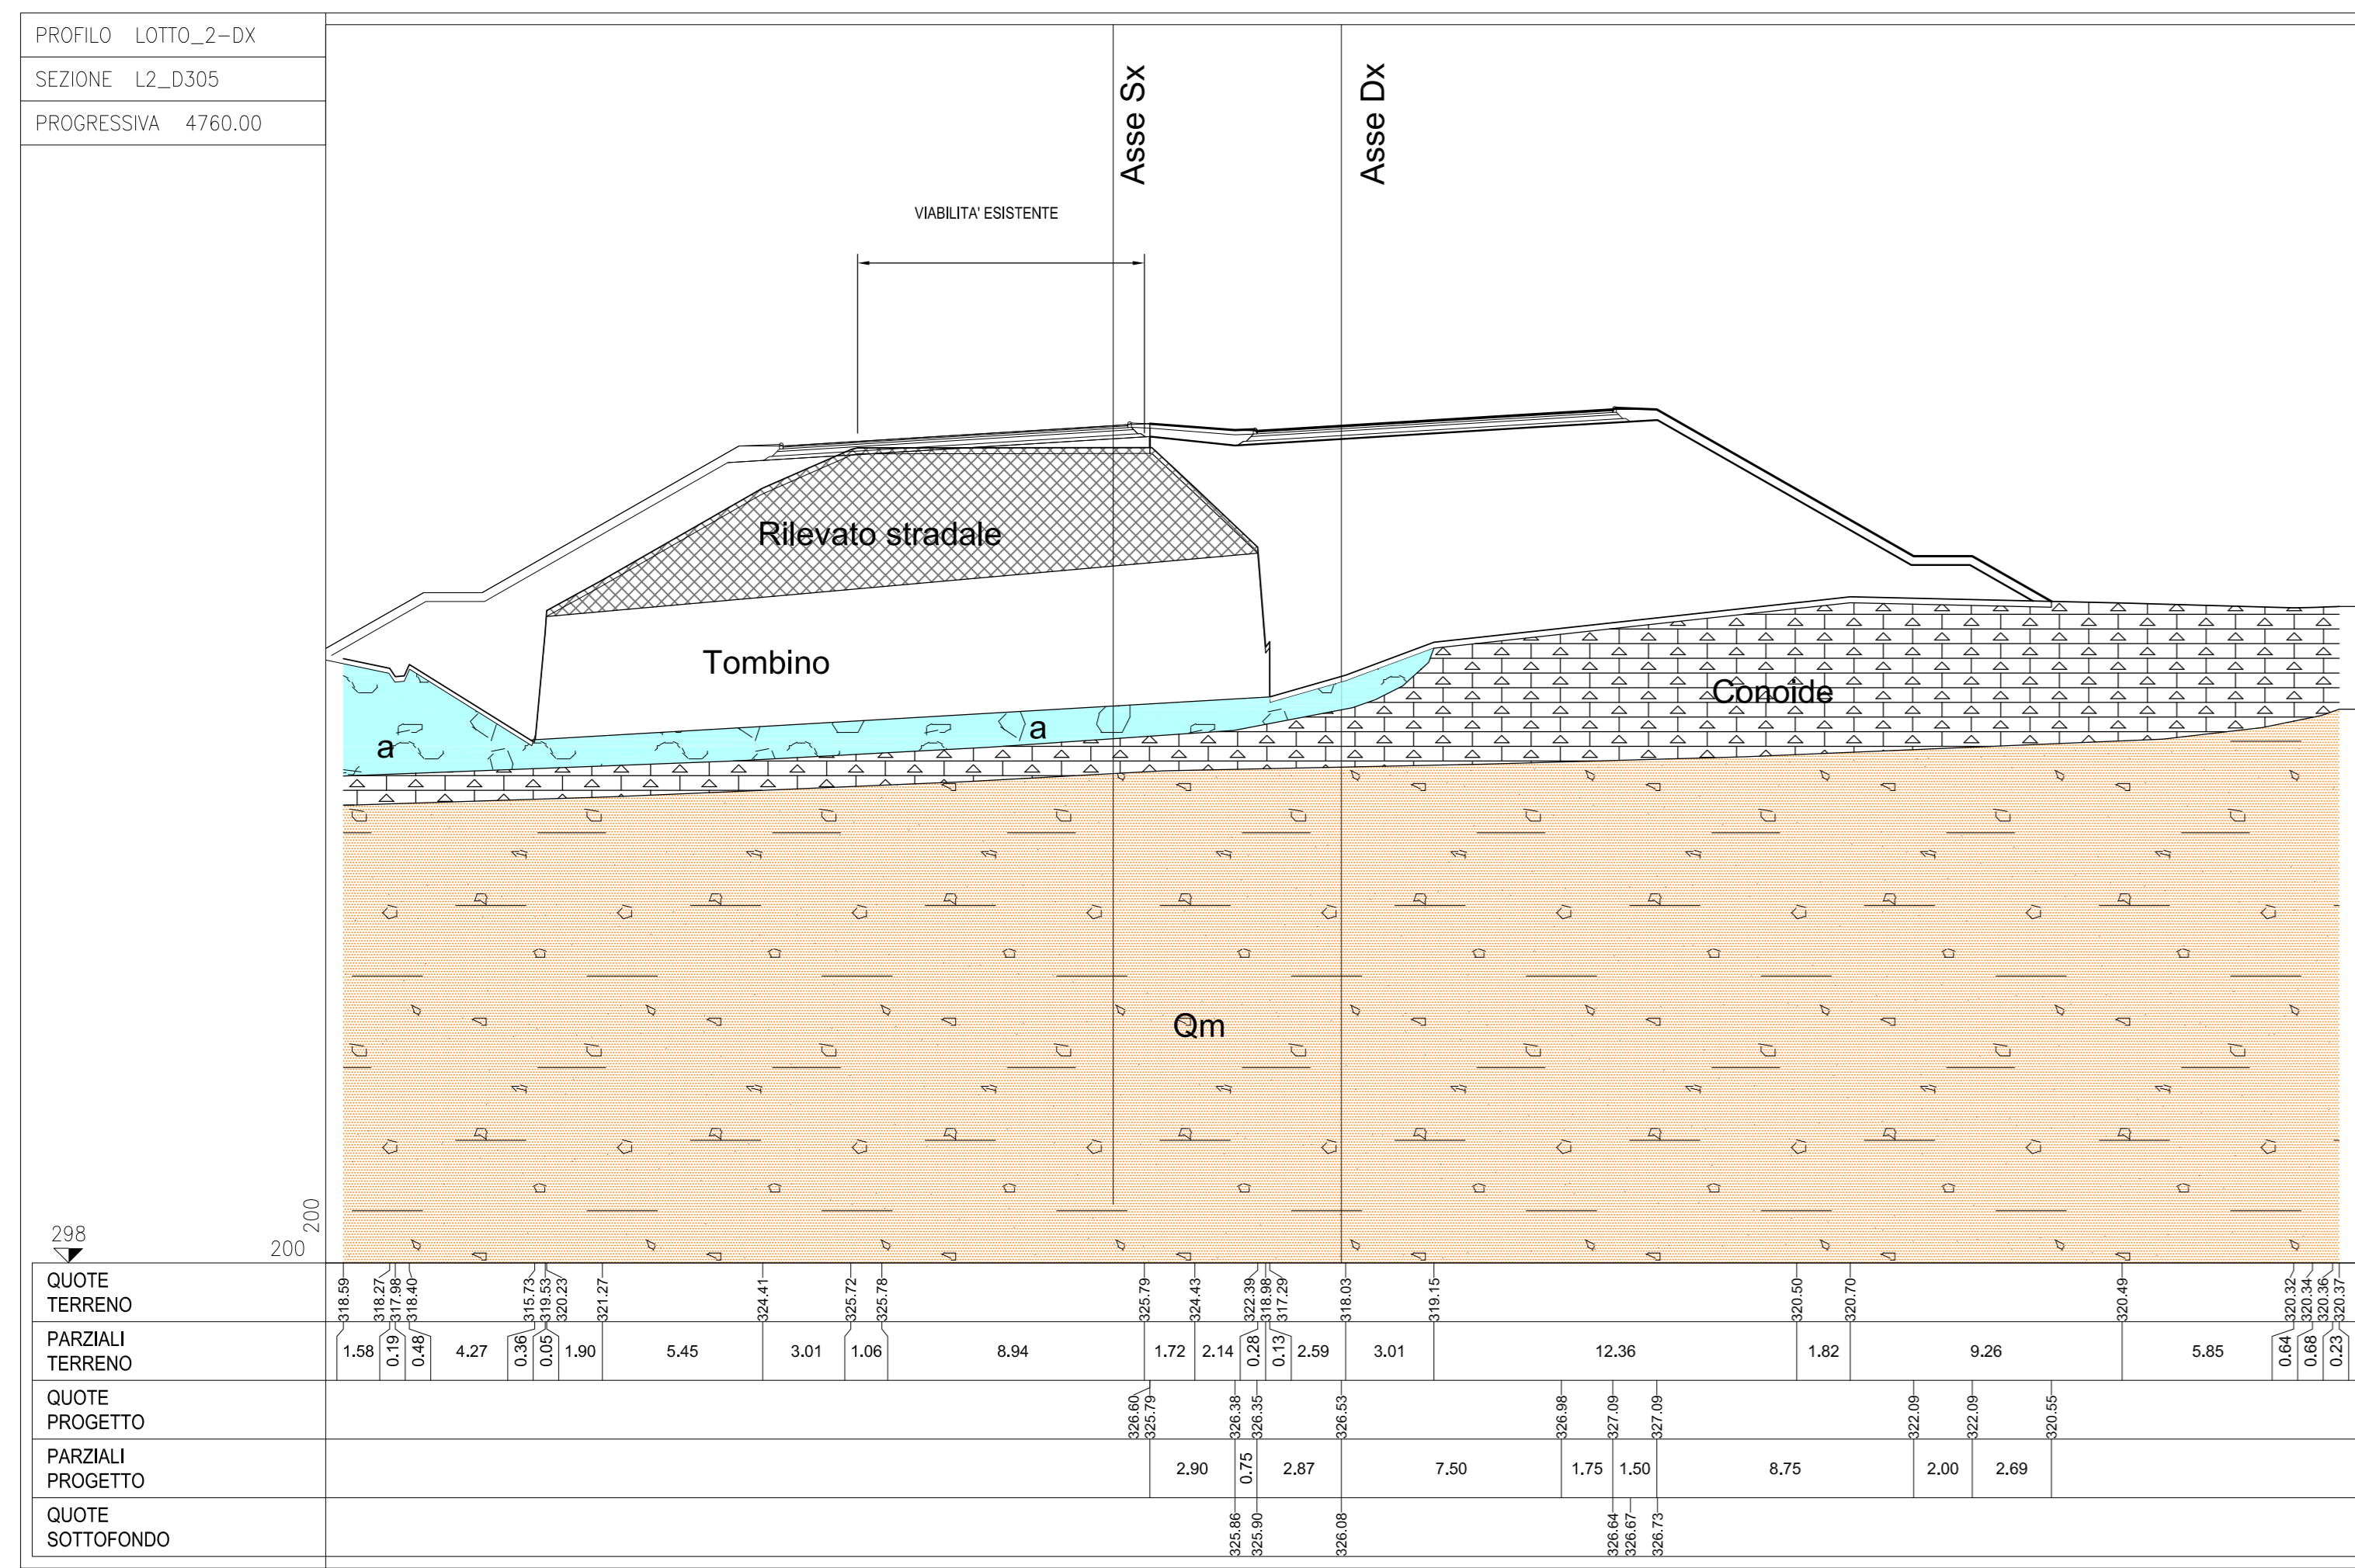 PROFILO LOTTO_2-DX
SEZIONE L2_D305
PROGRESSIVA 4760.00
Asse Sx
Asse Dx
VIABILITA' ESISTENTE
Rilevato stradale
Tombino
Conoide
a
a
Qm
298
200
200
QUOTE
TERRENO
318.59 318.27 317.98 318.40 315.73 319.53 320.23 321.27 324.41 325.72 325.78 325.79 324.43 322.39 318.98 317.29 318.03 319.15 320.50 320.70 320.49 320.32 320.34 320.36 320.37
PARZIALI
TERRENO
1.58 0.19 0.48 4.27 0.36 0.05 1.90 5.45 3.01 1.06 8.94 1.72 2.14 0.28 0.13 2.59 3.01 12.36 1.82 9.26 5.85 0.64 0.68 0.23
QUOTE
PROGETTO
326.60 325.79 326.38 326.35 326.53 326.98 327.09 327.09 322.09 322.09 320.55
PARZIALI
PROGETTO
2.90 0.75 2.87 7.50 1.75 1.50 8.75 2.00 2.69
QUOTE
SOTTOFONDO
325.86 325.90 326.08 326.64 326.67 326.73